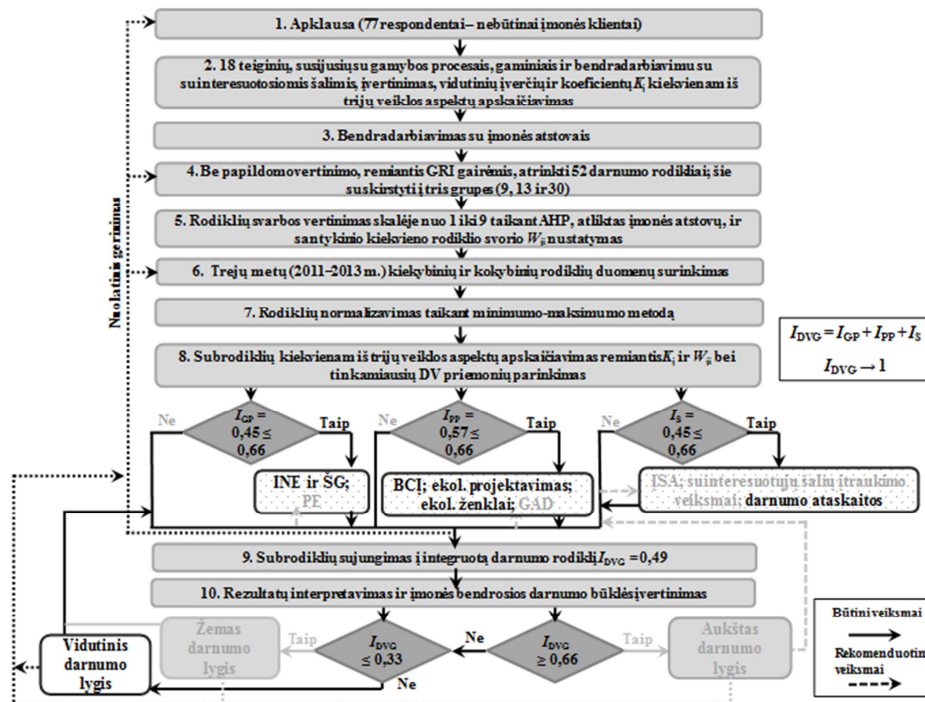 1. Apklausa (77 respondentai – nebūtinai įmonės klientai)
2. 18 teiginių, susijusių su gamybos procesais, gaminiais ir bendradarbiavimu su
suinteresuotosiomis šalimis, įvertinimas, vidutinių įverčių ir koeficientų Ki kiekvienam iš
trijų veiklos aspektų apskaičiavimas
3. Bendradarbiavimas su įmonės atstovais
4. Be papildomo vertinimo, remiantis GRI gairėmis, atrinkti 52 darnumo rodikliai; šie
suskirstyti į tris grupes (9, 13 ir 30)
5. Rodiklių svarbos vertinimas skalėje nuo 1 iki 9 taikant AHP, atliktas įmonės atstovų, ir
santykinio kiekvieno rodiklio svorio Wji nustatymas
6. Trejų metų (2011–2013 m.) kiekybinių ir kokybinių rodiklių duomenų surinkimas
7. Rodiklių normalizavimas taikant minimumo-maksimumo metodą
8. Subrodiklių kiekvienam iš trijų veiklos aspektų apskaičiavimas remiantis Ki ir Wji bei
tinkamiausių DV priemonių parinkimas
Nuolatinis gerinimas
IDVG = IGP + IPP + IS
IDVG → 1
Ne
IGP =
0,45 ≤
0,66
Taip
Ne
IPP =
0,57 ≤
0,66
Taip
Ne
IS =
0,45 ≤
0,66
Taip
INE ir ŠG;
PE
BCĮ; ekol. projektavimas;
ekol. ženklai; GAD
ĮSA; suinteresuotųjų šalių įtraukimo
veiksmai; darnumo ataskaitos
9. Subrodiklių sujungimas į integruotą darnumo rodiklį IDVG = 0,49
10. Rezultatų interpretavimas ir įmonės bendrosios darnumo būklės įvertinimas
Vidutinis
darnumo
lygis
Žemas
darnumo
lygis
Taip
IDVG
≤ 0,33
Ne
Ne
IDVG
≥ 0,66
Taip
Aukštas
darnumo
lygis
Būtini veiksmai
Rekomenduotini
veiksmai